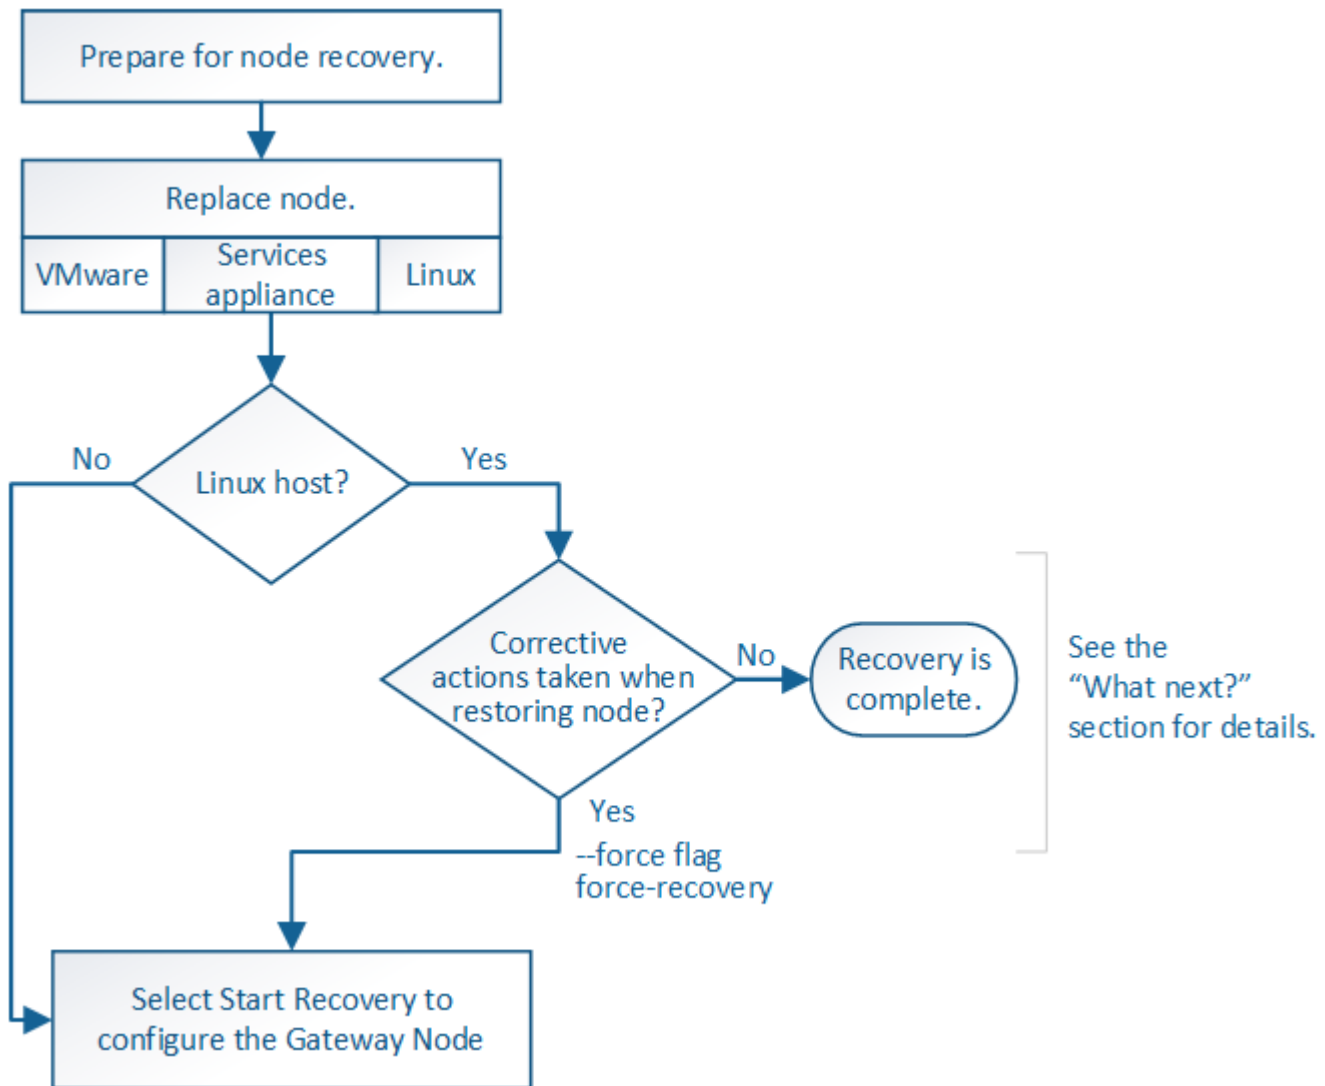 Prepare for node recovery.
Replace node.
VMware
Services
appliance
Linux
No
Linux host?
Yes
Corrective
actions taken when
restoring node?
No
Recovery is
complete.
See the
“What next?”
section for details.
Yes
--force flag
force-recovery
Select Start Recovery to
configure the Gateway Node